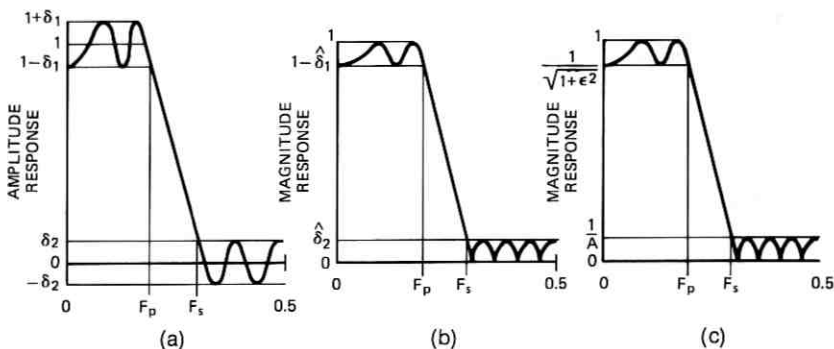 1+δ₁
1
1−δ₁
AMPLITUDE
RESPONSE
δ₂
0
−δ₂
0
Fp
Fs
0.5
(a)
1
1−δ̂₁
MAGNITUDE
RESPONSE
δ̂₂
0
0
Fp
Fs
0.5
(b)
1
1/√(1+ϵ²)
MAGNITUDE
RESPONSE
1/A
0
0
Fp
Fs
0.5
(c)